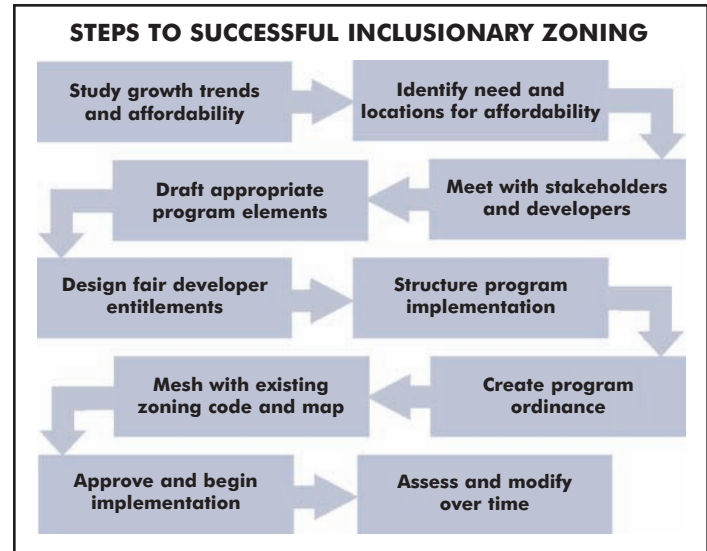 STEPS TO SUCCESSFUL INCLUSIONARY ZONING
Study growth trends
and affordability
Identify need and
locations for affordability
Meet with stakeholders
and developers
Draft appropriate
program elements
Design fair developer
entitlements
Structure program
implementation
Create program
ordinance
Mesh with existing
zoning code and map
Approve and begin
implementation
Assess and modify
over time